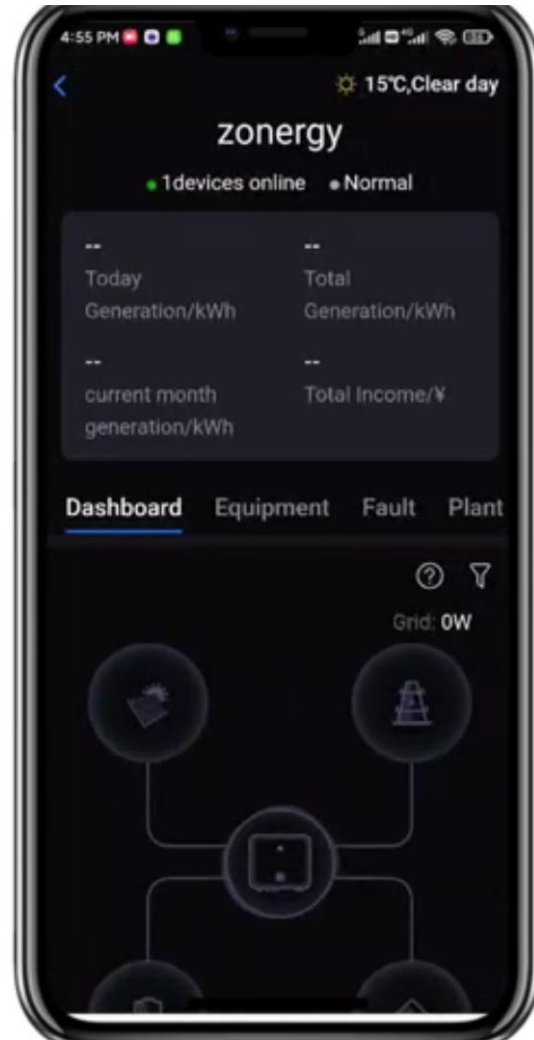 4:55 PM
15℃,Clear day
zonergy
1devices online Normal
-- --
Today Total
Generation/kWh Generation/kWh
-- --
current month Total Income/¥
generation/kWh
Dashboard Equipment Fault Plant
Grid: 0W